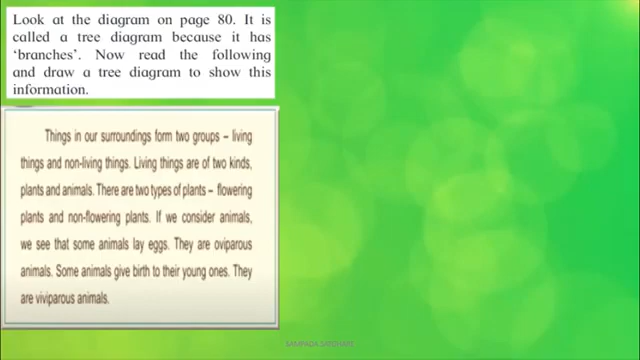 Look at the diagram on page 80. It is
called a tree diagram because it has
‘branches’. Now read the following
and draw a tree diagram to show this
information.
Things in our surroundings form two groups – living
things and non-living things. Living things are of two kinds,
plants and animals. There are two types of plants – flowering
plants and non-flowering plants. If we consider animals,
we see that some animals lay eggs. They are oviparous
animals. Some animals give birth to their young ones. They
are viviparous animals.